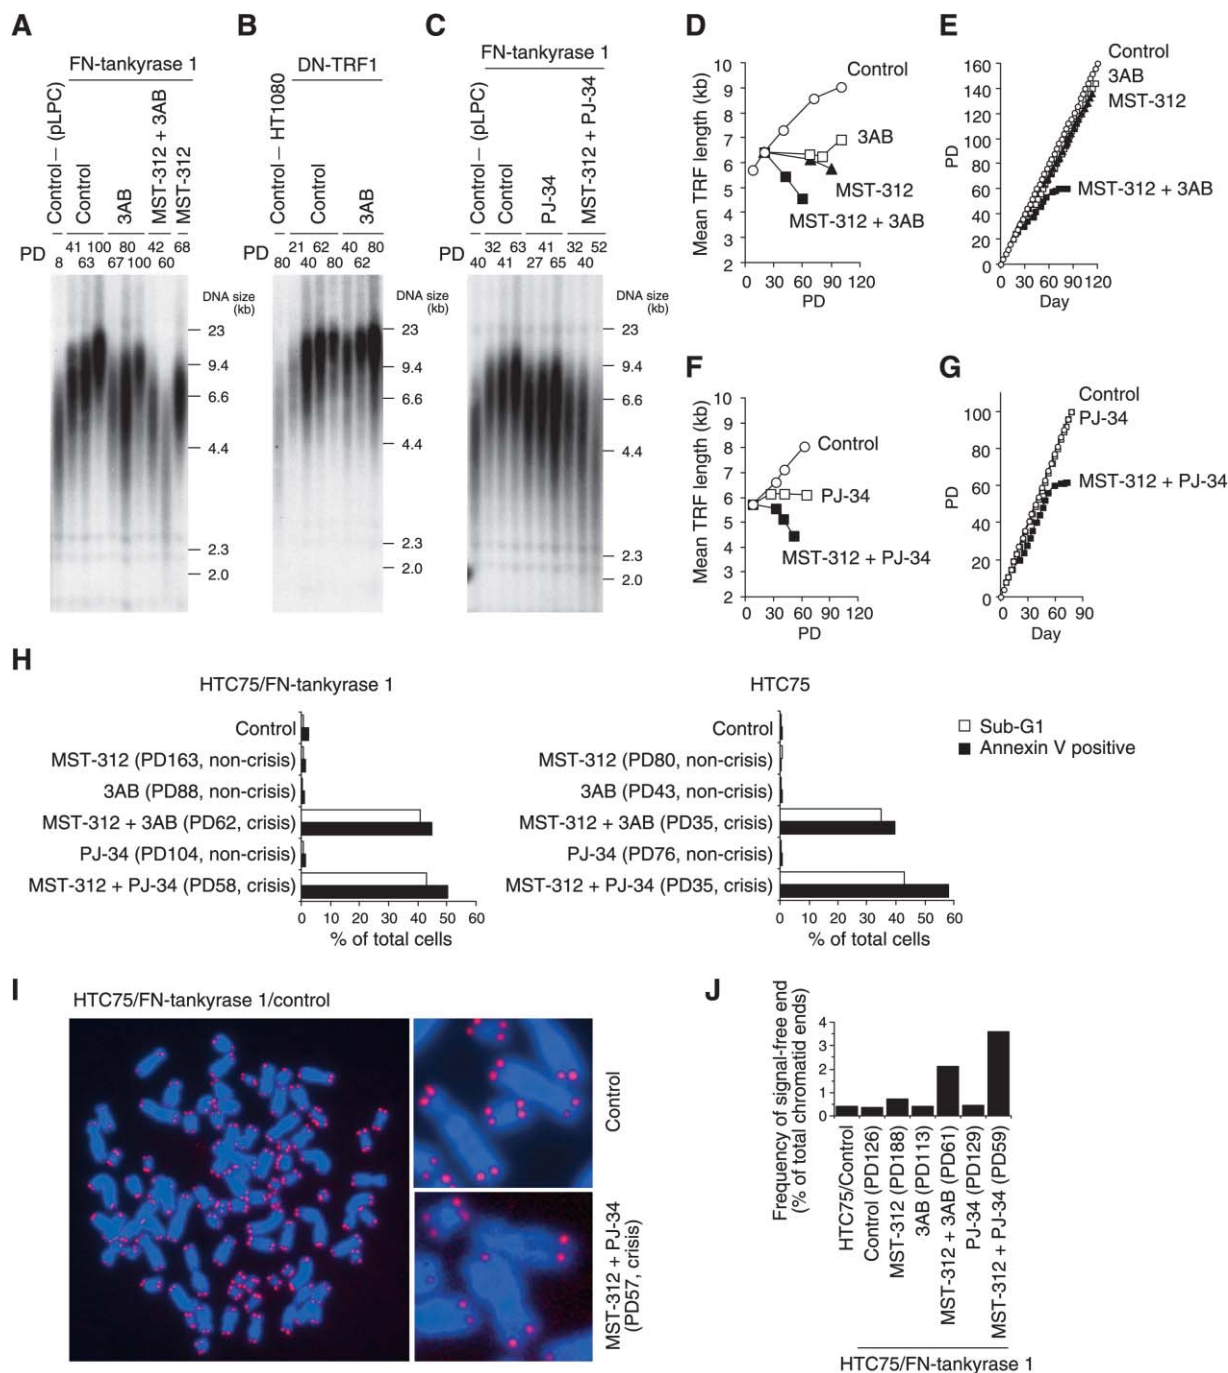 A
FN-tankyrase 1
Control – (pLPC)
Control
3AB
MST-312 + 3AB
MST-312
PD
41 100 80 42 68
8 63 67 100 60
DNA size
(kb)
23
9.4
6.6
4.4
2.3
2.0
B
DN-TRF1
Control – HT1080
Control
3AB
21 62 40 80
80 40 80 62
DNA size
(kb)
23
9.4
6.6
4.4
2.3
2.0
C
FN-tankyrase 1
Control – (pLPC)
Control
PJ-34
MST-312 + PJ-34
32 63 41 32 52
40 41 27 65 40
DNA size
(kb)
23
9.4
6.6
4.4
2.3
2.0
D
Mean TRF length (kb)
10
9
8
7
6
5
4
3
2
Control
3AB
MST-312
MST-312 + 3AB
0 30 60 90 120
PD
E
PD
160
140
120
100
80
60
40
20
0
Control
3AB
MST-312
MST-312 + 3AB
0 30 60 90 120
Day
F
Mean TRF length (kb)
10
9
8
7
6
5
4
3
2
Control
PJ-34
MST-312 + PJ-34
0 30 60 90 120
PD
G
PD
100
80
60
40
20
0
Control
PJ-34
MST-312 + PJ-34
0 30 60 90
Day
H
HTC75/FN-tankyrase 1
Control
MST-312 (PD163, non-crisis)
3AB (PD88, non-crisis)
MST-312 + 3AB (PD62, crisis)
PJ-34 (PD104, non-crisis)
MST-312 + PJ-34 (PD58, crisis)
0 10 20 30 40 50 60
% of total cells
HTC75
Control
MST-312 (PD80, non-crisis)
3AB (PD43, non-crisis)
MST-312 + 3AB (PD35, crisis)
PJ-34 (PD76, non-crisis)
MST-312 + PJ-34 (PD35, crisis)
0 10 20 30 40 50 60
% of total cells
Sub-G1
Annexin V positive
I
HTC75/FN-tankyrase 1/control
Control
MST-312 + PJ-34
(PD57, crisis)
J
Frequency of signal-free end
(% of total chromatid ends)
4
3
2
1
0
HTC75/Control
Control (PD126)
MST-312 (PD188)
3AB (PD113)
MST-312 + 3AB (PD61)
PJ-34 (PD129)
MST-312 + PJ-34 (PD59)
HTC75/FN-tankyrase 1